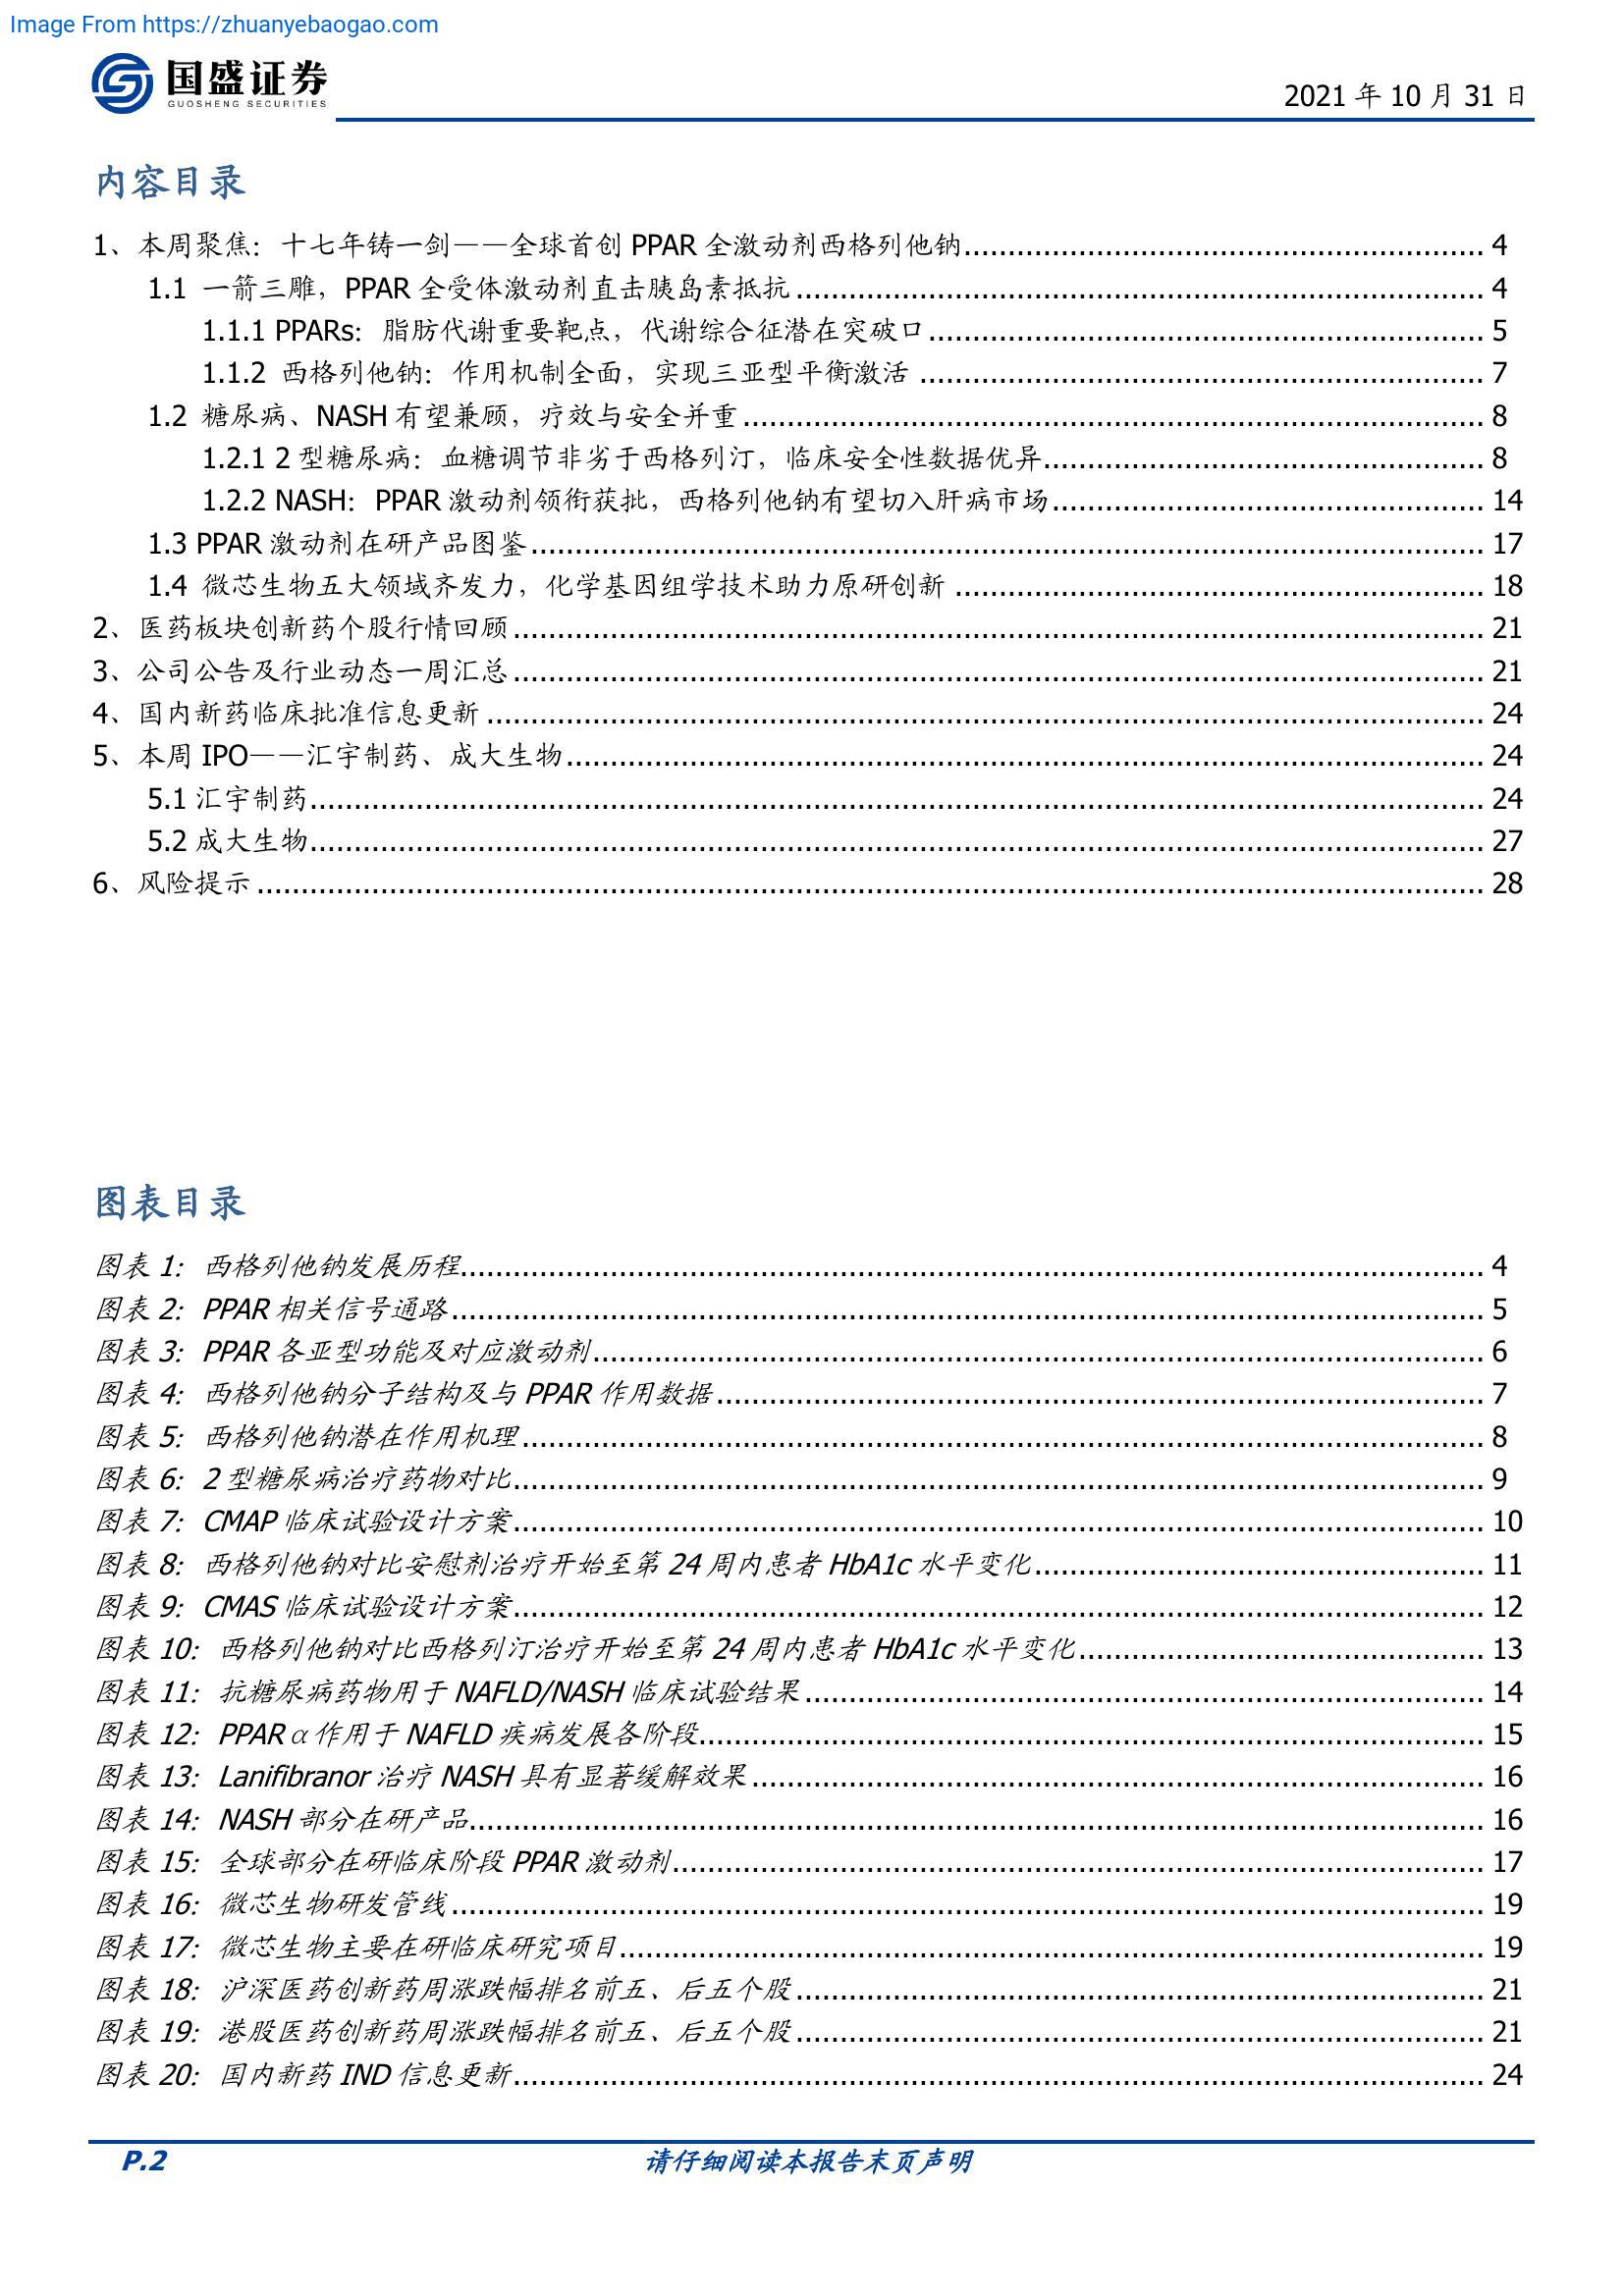 Image From https://zhuanyebaogao.com
国盛证券
GUOSHENG SECURITIES
2021 年 10 月 31 日
内容目录
1、本周聚焦：十七年铸一剑——全球首创 PPAR 全激动剂西格列他钠 4
1.1 一箭三雕，PPAR 全受体激动剂直击胰岛素抵抗 4
1.1.1 PPARs：脂肪代谢重要靶点，代谢综合征潜在突破口 5
1.1.2 西格列他钠：作用机制全面，实现三亚型平衡激活 7
1.2 糖尿病、NASH 有望兼顾，疗效与安全并重 8
1.2.1 2 型糖尿病：血糖调节非劣于西格列汀，临床安全性数据优异 8
1.2.2 NASH：PPAR 激动剂领衔获批，西格列他钠有望切入肝病市场 14
1.3 PPAR 激动剂在研产品图鉴 17
1.4 微芯生物五大领域齐发力，化学基因组学技术助力原研创新 18
2、医药板块创新药个股行情回顾 21
3、公司公告及行业动态一周汇总 21
4、国内新药临床批准信息更新 24
5、本周 IPO——汇宇制药、成大生物 24
5.1 汇宇制药 24
5.2 成大生物 27
6、风险提示 28
图表目录
图表 1：西格列他钠发展历程 4
图表 2：PPAR 相关信号通路 5
图表 3：PPAR 各亚型功能及对应激动剂 6
图表 4：西格列他钠分子结构及与 PPAR 作用数据 7
图表 5：西格列他钠潜在作用机理 8
图表 6：2 型糖尿病治疗药物对比 9
图表 7：CMAP 临床试验设计方案 10
图表 8：西格列他钠对比安慰剂治疗开始至第 24 周内患者 HbA1c 水平变化 11
图表 9：CMAS 临床试验设计方案 12
图表 10：西格列他钠对比西格列汀治疗开始至第 24 周内患者 HbA1c 水平变化 13
图表 11：抗糖尿病药物用于 NAFLD/NASH 临床试验结果 14
图表 12：PPARα作用于 NAFLD 疾病发展各阶段 15
图表 13：Lanifibranor 治疗 NASH 具有显著缓解效果 16
图表 14：NASH 部分在研产品 16
图表 15：全球部分在研临床阶段 PPAR 激动剂 17
图表 16：微芯生物研发管线 19
图表 17：微芯生物主要在研临床研究项目 19
图表 18：沪深医药创新药周涨跌幅排名前五、后五个股 21
图表 19：港股医药创新药周涨跌幅排名前五、后五个股 21
图表 20：国内新药 IND 信息更新 24
P.2
请仔细阅读本报告末页声明